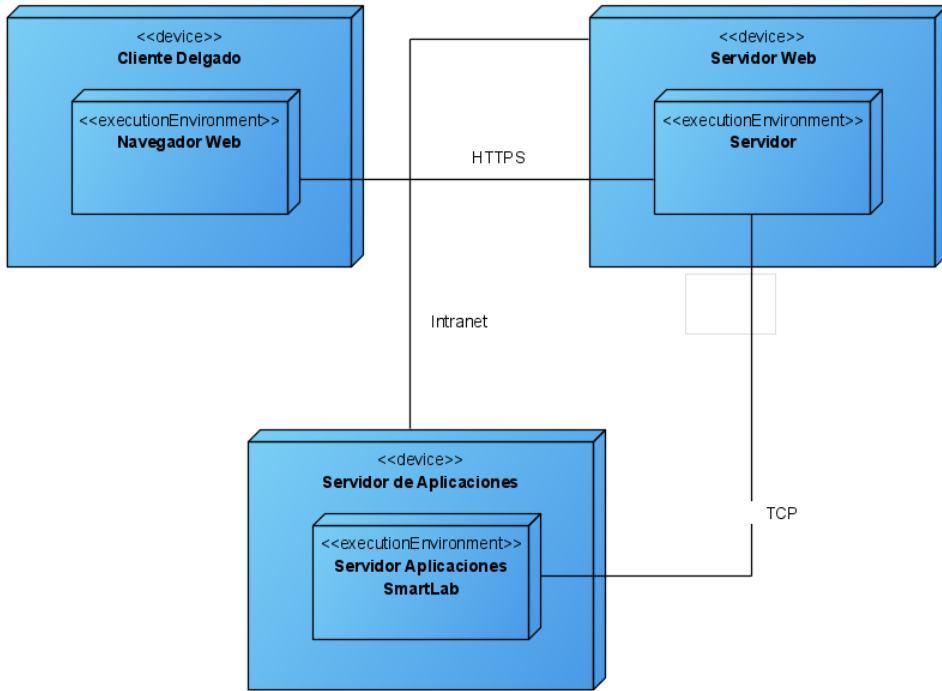 <<device>>
Cliente Delgado
<<executionEnvironment>>
Navegador Web
<<device>>
Servidor Web
<<executionEnvironment>>
Servidor
HTTPS
Intranet
<<device>>
Servidor de Aplicaciones
<<executionEnvironment>>
Servidor Aplicaciones
SmartLab
TCP